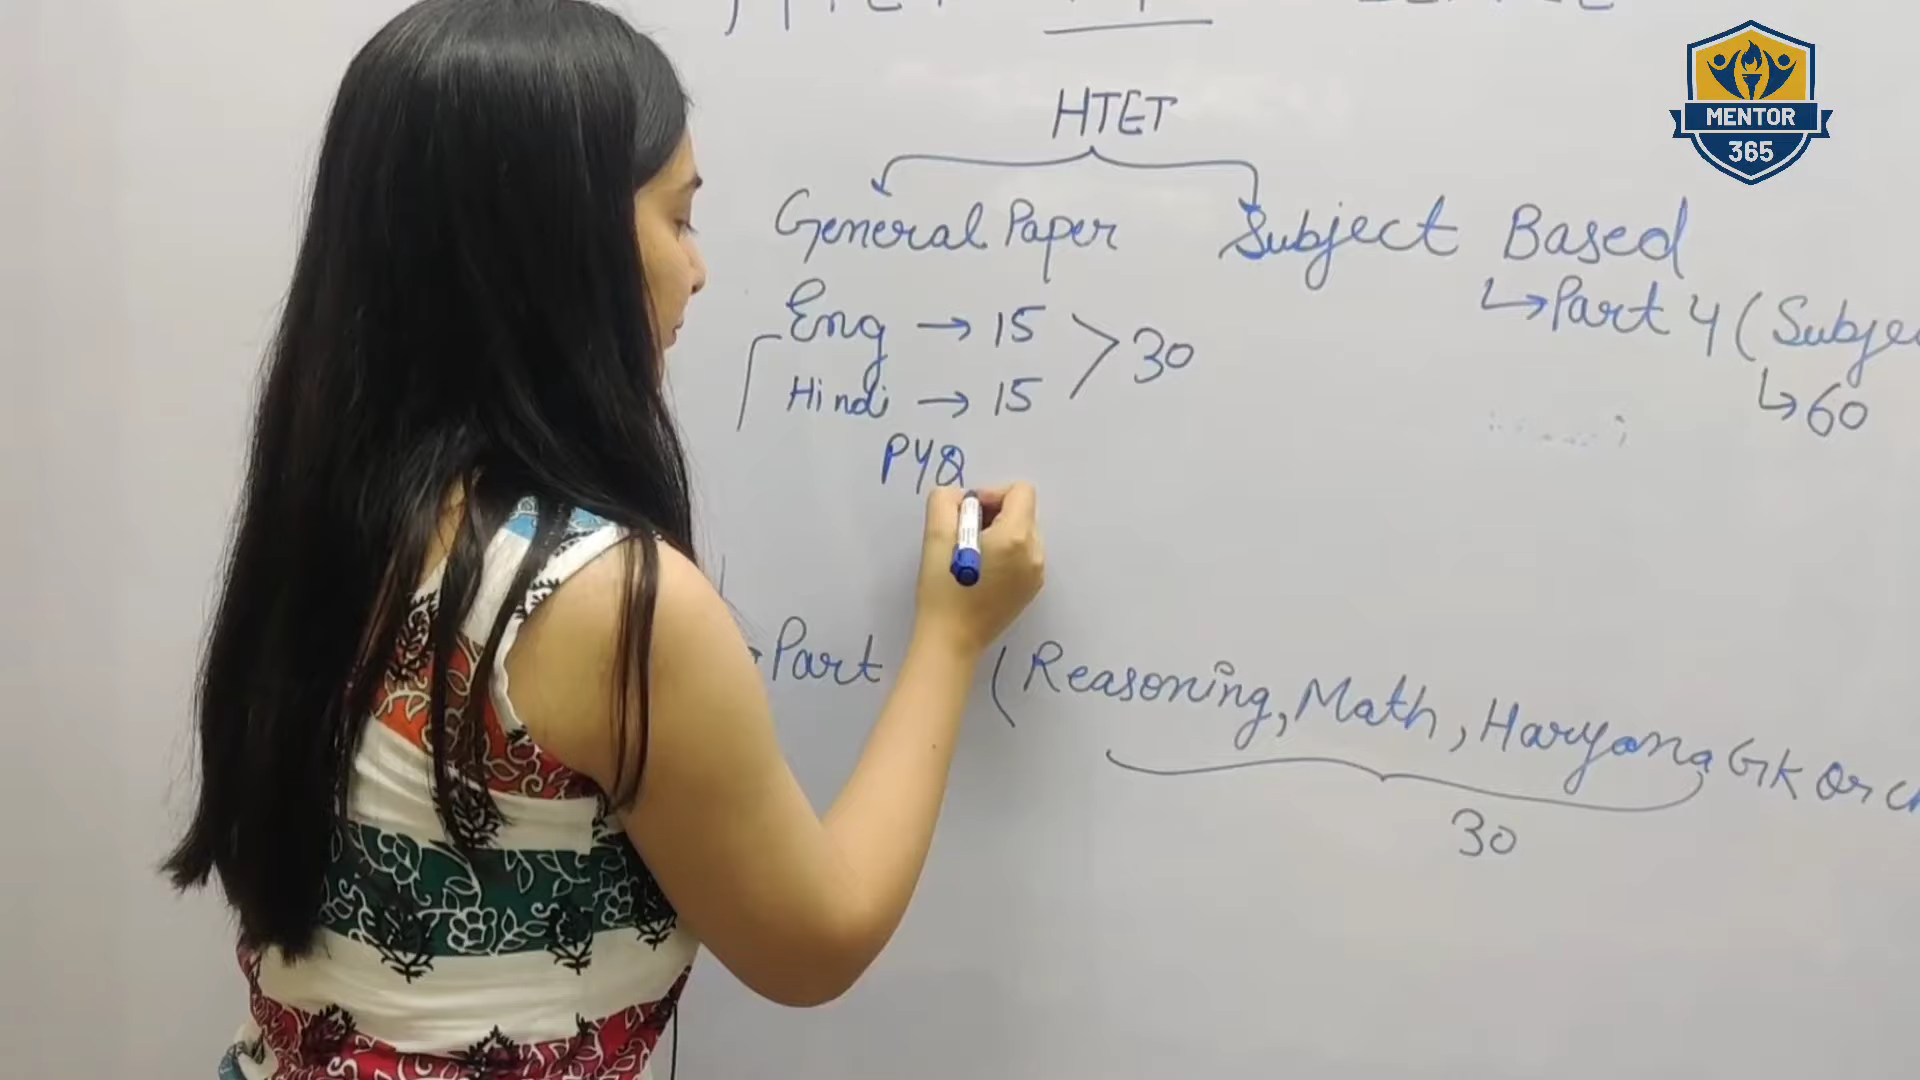 MENTOR
365
HTET
General Paper Subject Based
Eng → 15 30 ↳ Part 4 (Subje
Hindi → 15 ↳ 60
PYQ
Part (Reasoning, Math, Haryana GK or
30